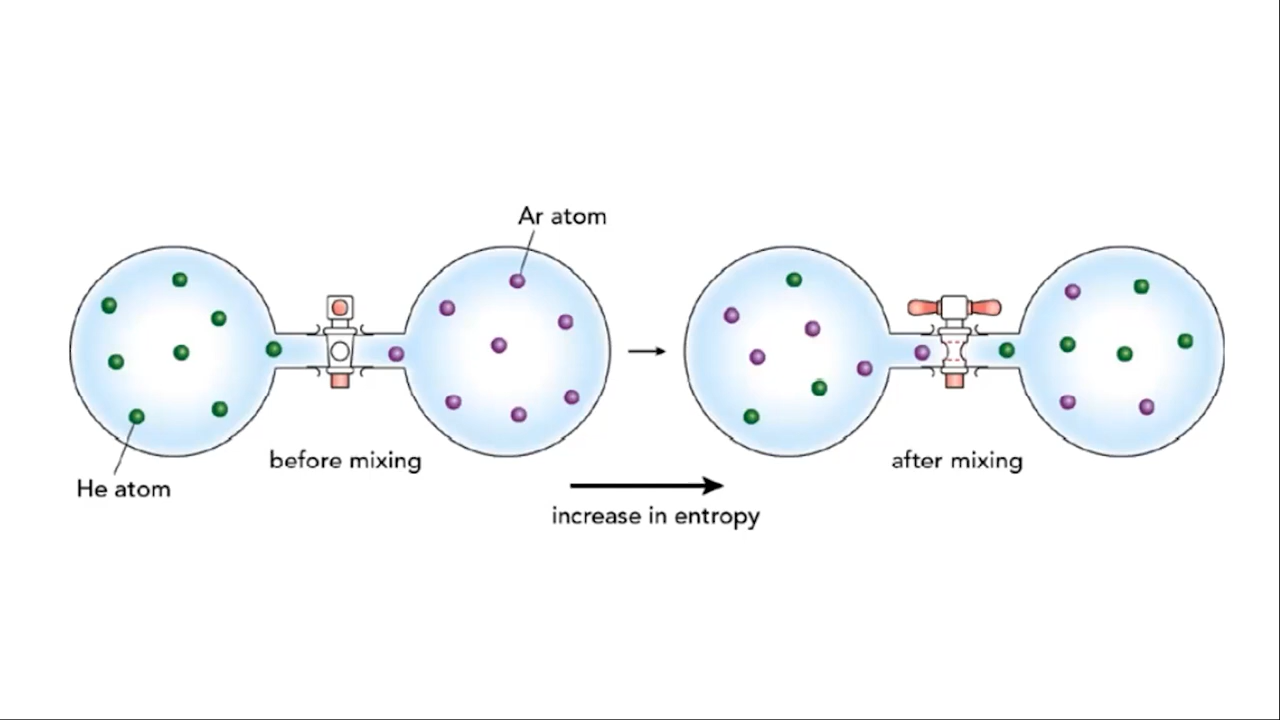 Ar atom
before mixing
after mixing
He atom
increase in entropy